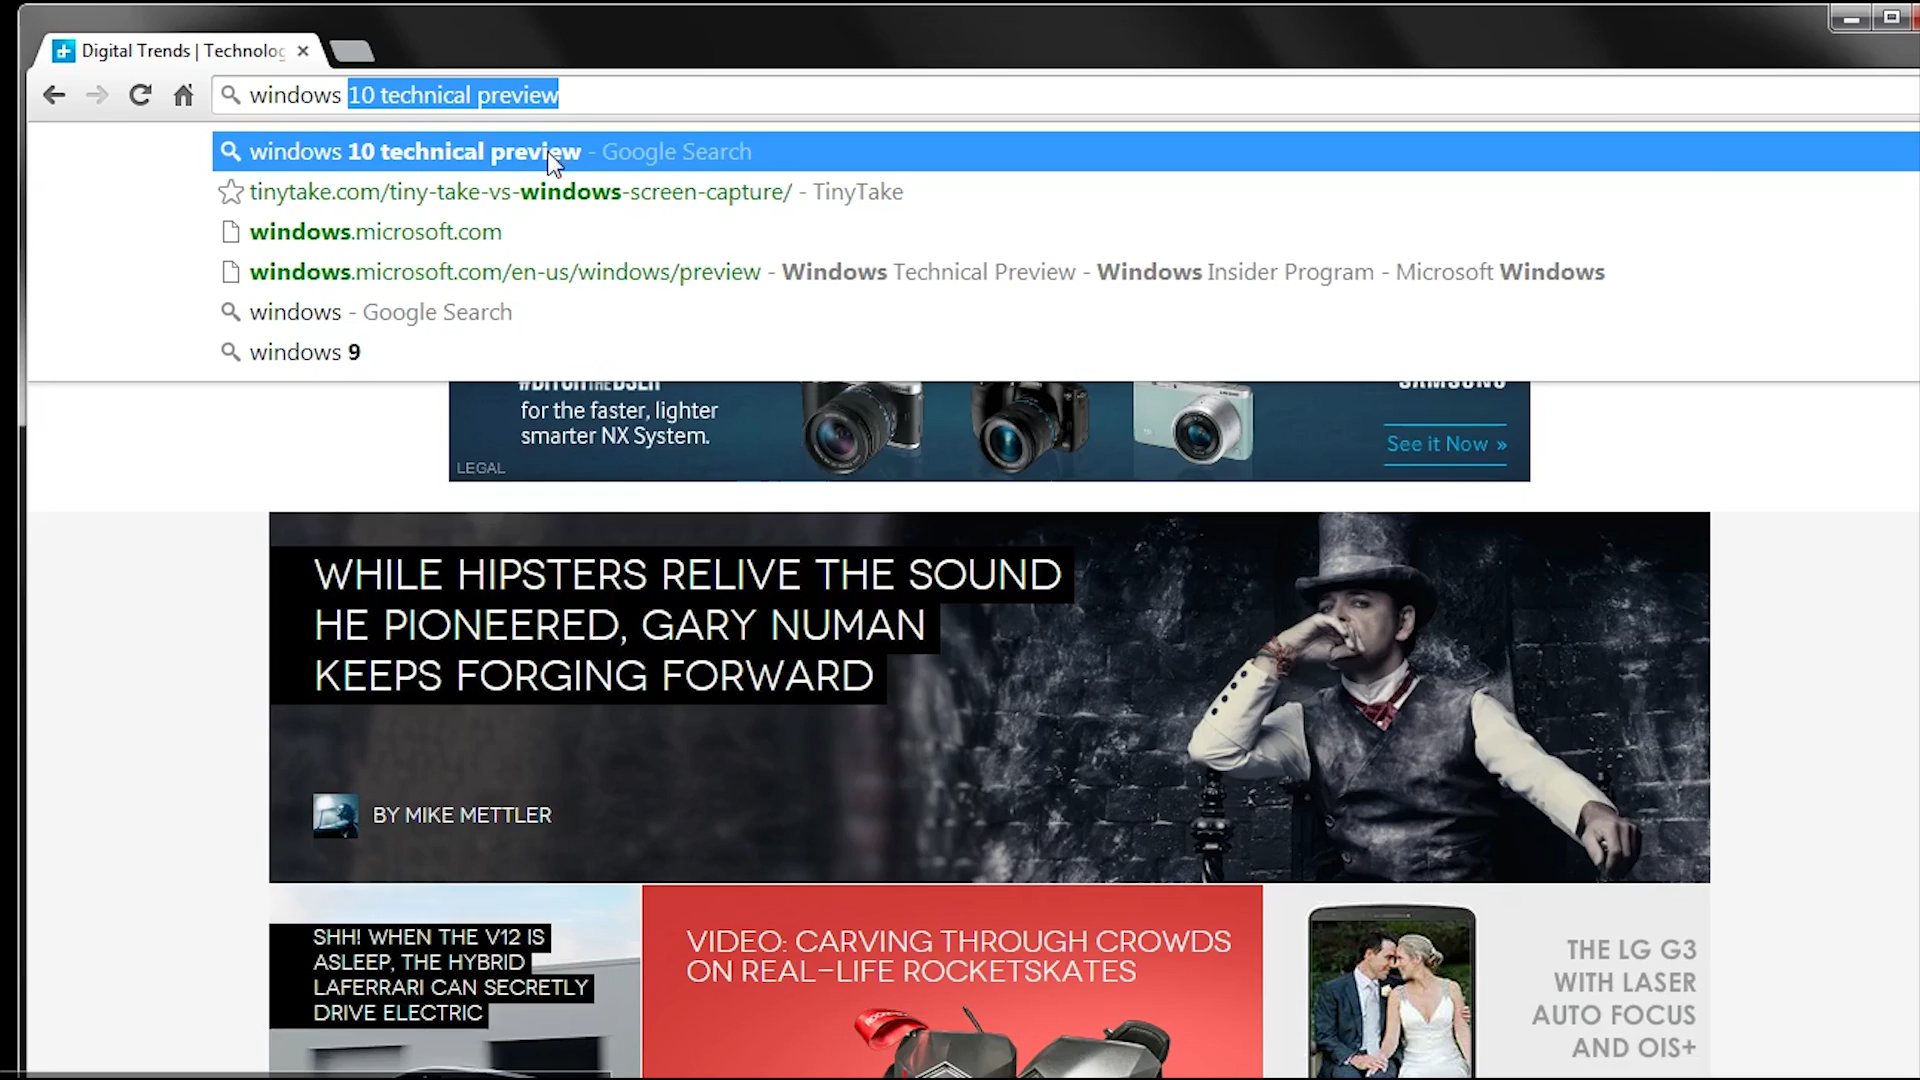 Digital Trends | Technolog
windows 10 technical preview
windows 10 technical preview - Google Search
tinytake.com/tiny-take-vs-windows-screen-capture/ - TinyTake
windows.microsoft.com
windows.microsoft.com/en-us/windows/preview - Windows Technical Preview - Windows Insider Program - Microsoft Windows
windows - Google Search
windows 9
#DITCHTHEDSLR
SAMSUNG
for the faster, lighter
smarter NX System.
See it Now »
LEGAL
WHILE HIPSTERS RELIVE THE SOUND
HE PIONEERED, GARY NUMAN
KEEPS FORGING FORWARD
BY MIKE METTLER
SHH! WHEN THE V12 IS
ASLEEP, THE HYBRID
LAFERRARI CAN SECRETLY
DRIVE ELECTRIC
VIDEO: CARVING THROUGH CROWDS
ON REAL-LIFE ROCKETSKATES
THE LG G3
WITH LASER
AUTO FOCUS
AND OIS+